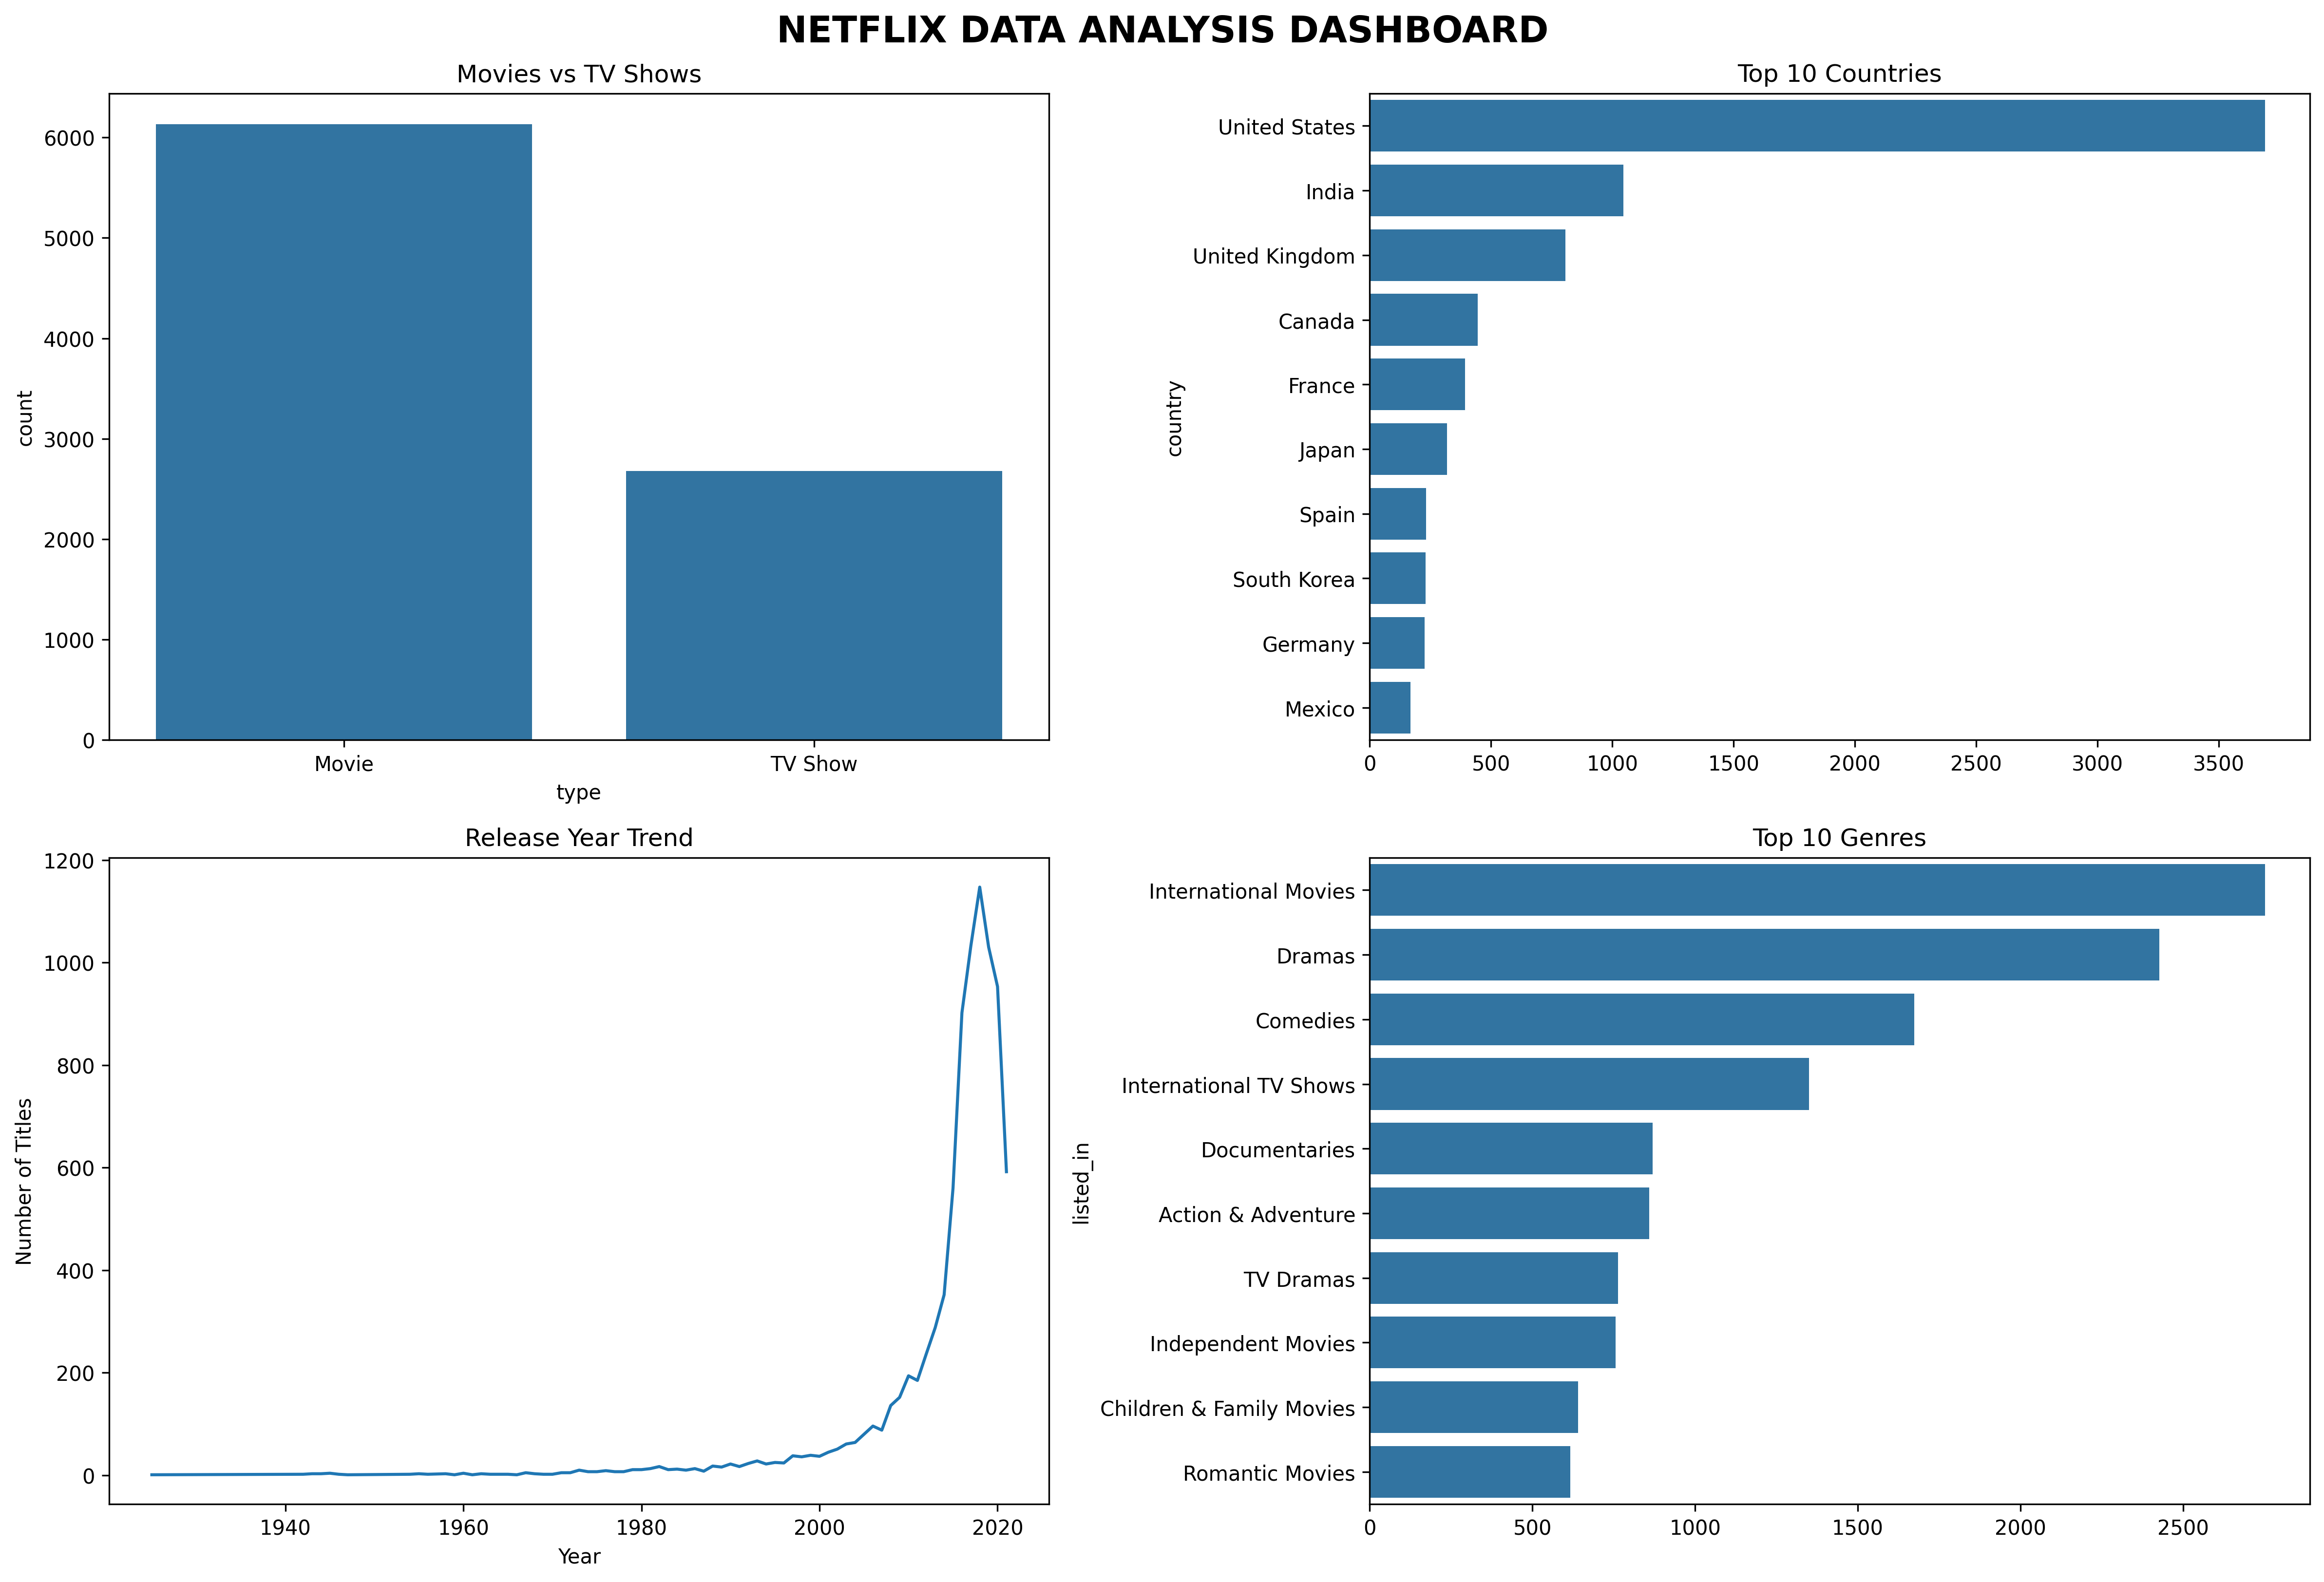 NETFLIX DATA ANALYSIS DASHBOARD
Movies vs TV Shows
6000
5000
4000
3000
2000
1000
0
count
Movie
TV Show
type
Top 10 Countries
country
United States
India
United Kingdom
Canada
France
Japan
Spain
South Korea
Germany
Mexico
0
500
1000
1500
2000
2500
3000
3500
Release Year Trend
1200
1000
800
600
400
200
0
Number of Titles
1940
1960
1980
2000
2020
Year
Top 10 Genres
listed_in
International Movies
Dramas
Comedies
International TV Shows
Documentaries
Action & Adventure
TV Dramas
Independent Movies
Children & Family Movies
Romantic Movies
0
500
1000
1500
2000
2500